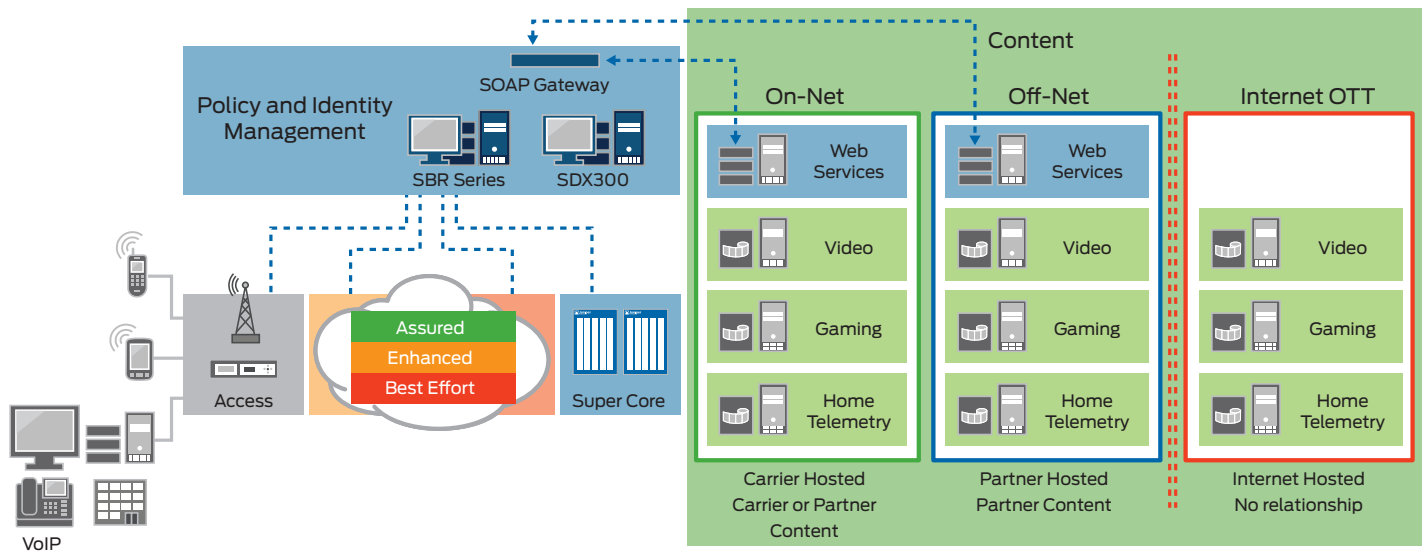 Policy and Identity
Management
SOAP Gateway
SBR Series
SDX300
Access
Assured
Enhanced
Best Effort
Super Core
VoIP
Content
On-Net
Web
Services
Video
Gaming
Home
Telemetry
Carrier Hosted
Carrier or Partner
Content
Off-Net
Web
Services
Video
Gaming
Home
Telemetry
Partner Hosted
Partner Content
Internet OTT
Video
Gaming
Home
Telemetry
Internet Hosted
No relationship